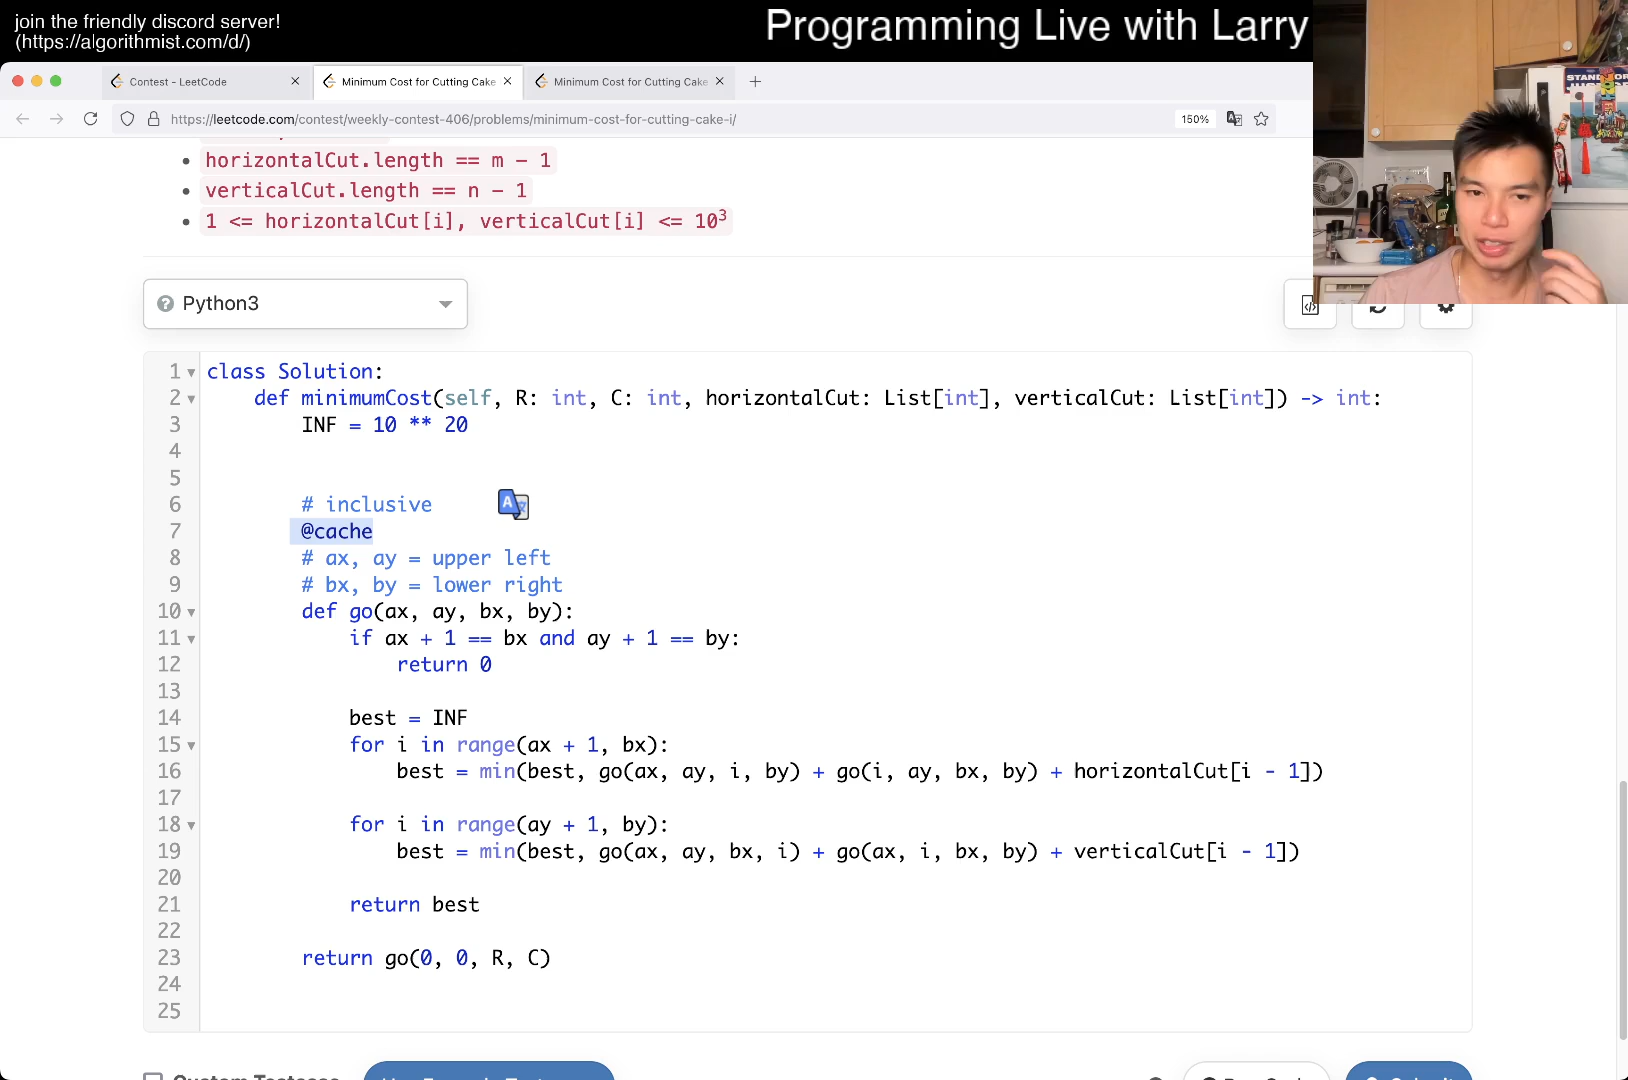 join the friendly discord server!
(https://algorithmist.com/d/)
Programming Live with Larry
Contest - LeetCode
Minimum Cost for Cutting Cake
Minimum Cost for Cutting Cake
https://leetcode.com/contest/weekly-contest-406/problems/minimum-cost-for-cutting-cake-i/
150%
horizontalCut.length == m - 1
verticalCut.length == n - 1
1 <= horizontalCut[i], verticalCut[i] <= 10³
Python3
1 class Solution:
2 def minimumCost(self, R: int, C: int, horizontalCut: List[int], verticalCut: List[int]) -> int:
3 INF = 10 ** 20
4
5
6 # inclusive
7 @cache
8 # ax, ay = upper left
9 # bx, by = lower right
10 def go(ax, ay, bx, by):
11 if ax + 1 == bx and ay + 1 == by:
12 return 0
13
14 best = INF
15 for i in range(ax + 1, bx):
16 best = min(best, go(ax, ay, i, by) + go(i, ay, bx, by) + horizontalCut[i - 1])
17
18 for i in range(ay + 1, by):
19 best = min(best, go(ax, ay, bx, i) + go(ax, i, bx, by) + verticalCut[i - 1])
20
21 return best
22
23 return go(0, 0, R, C)
24
25